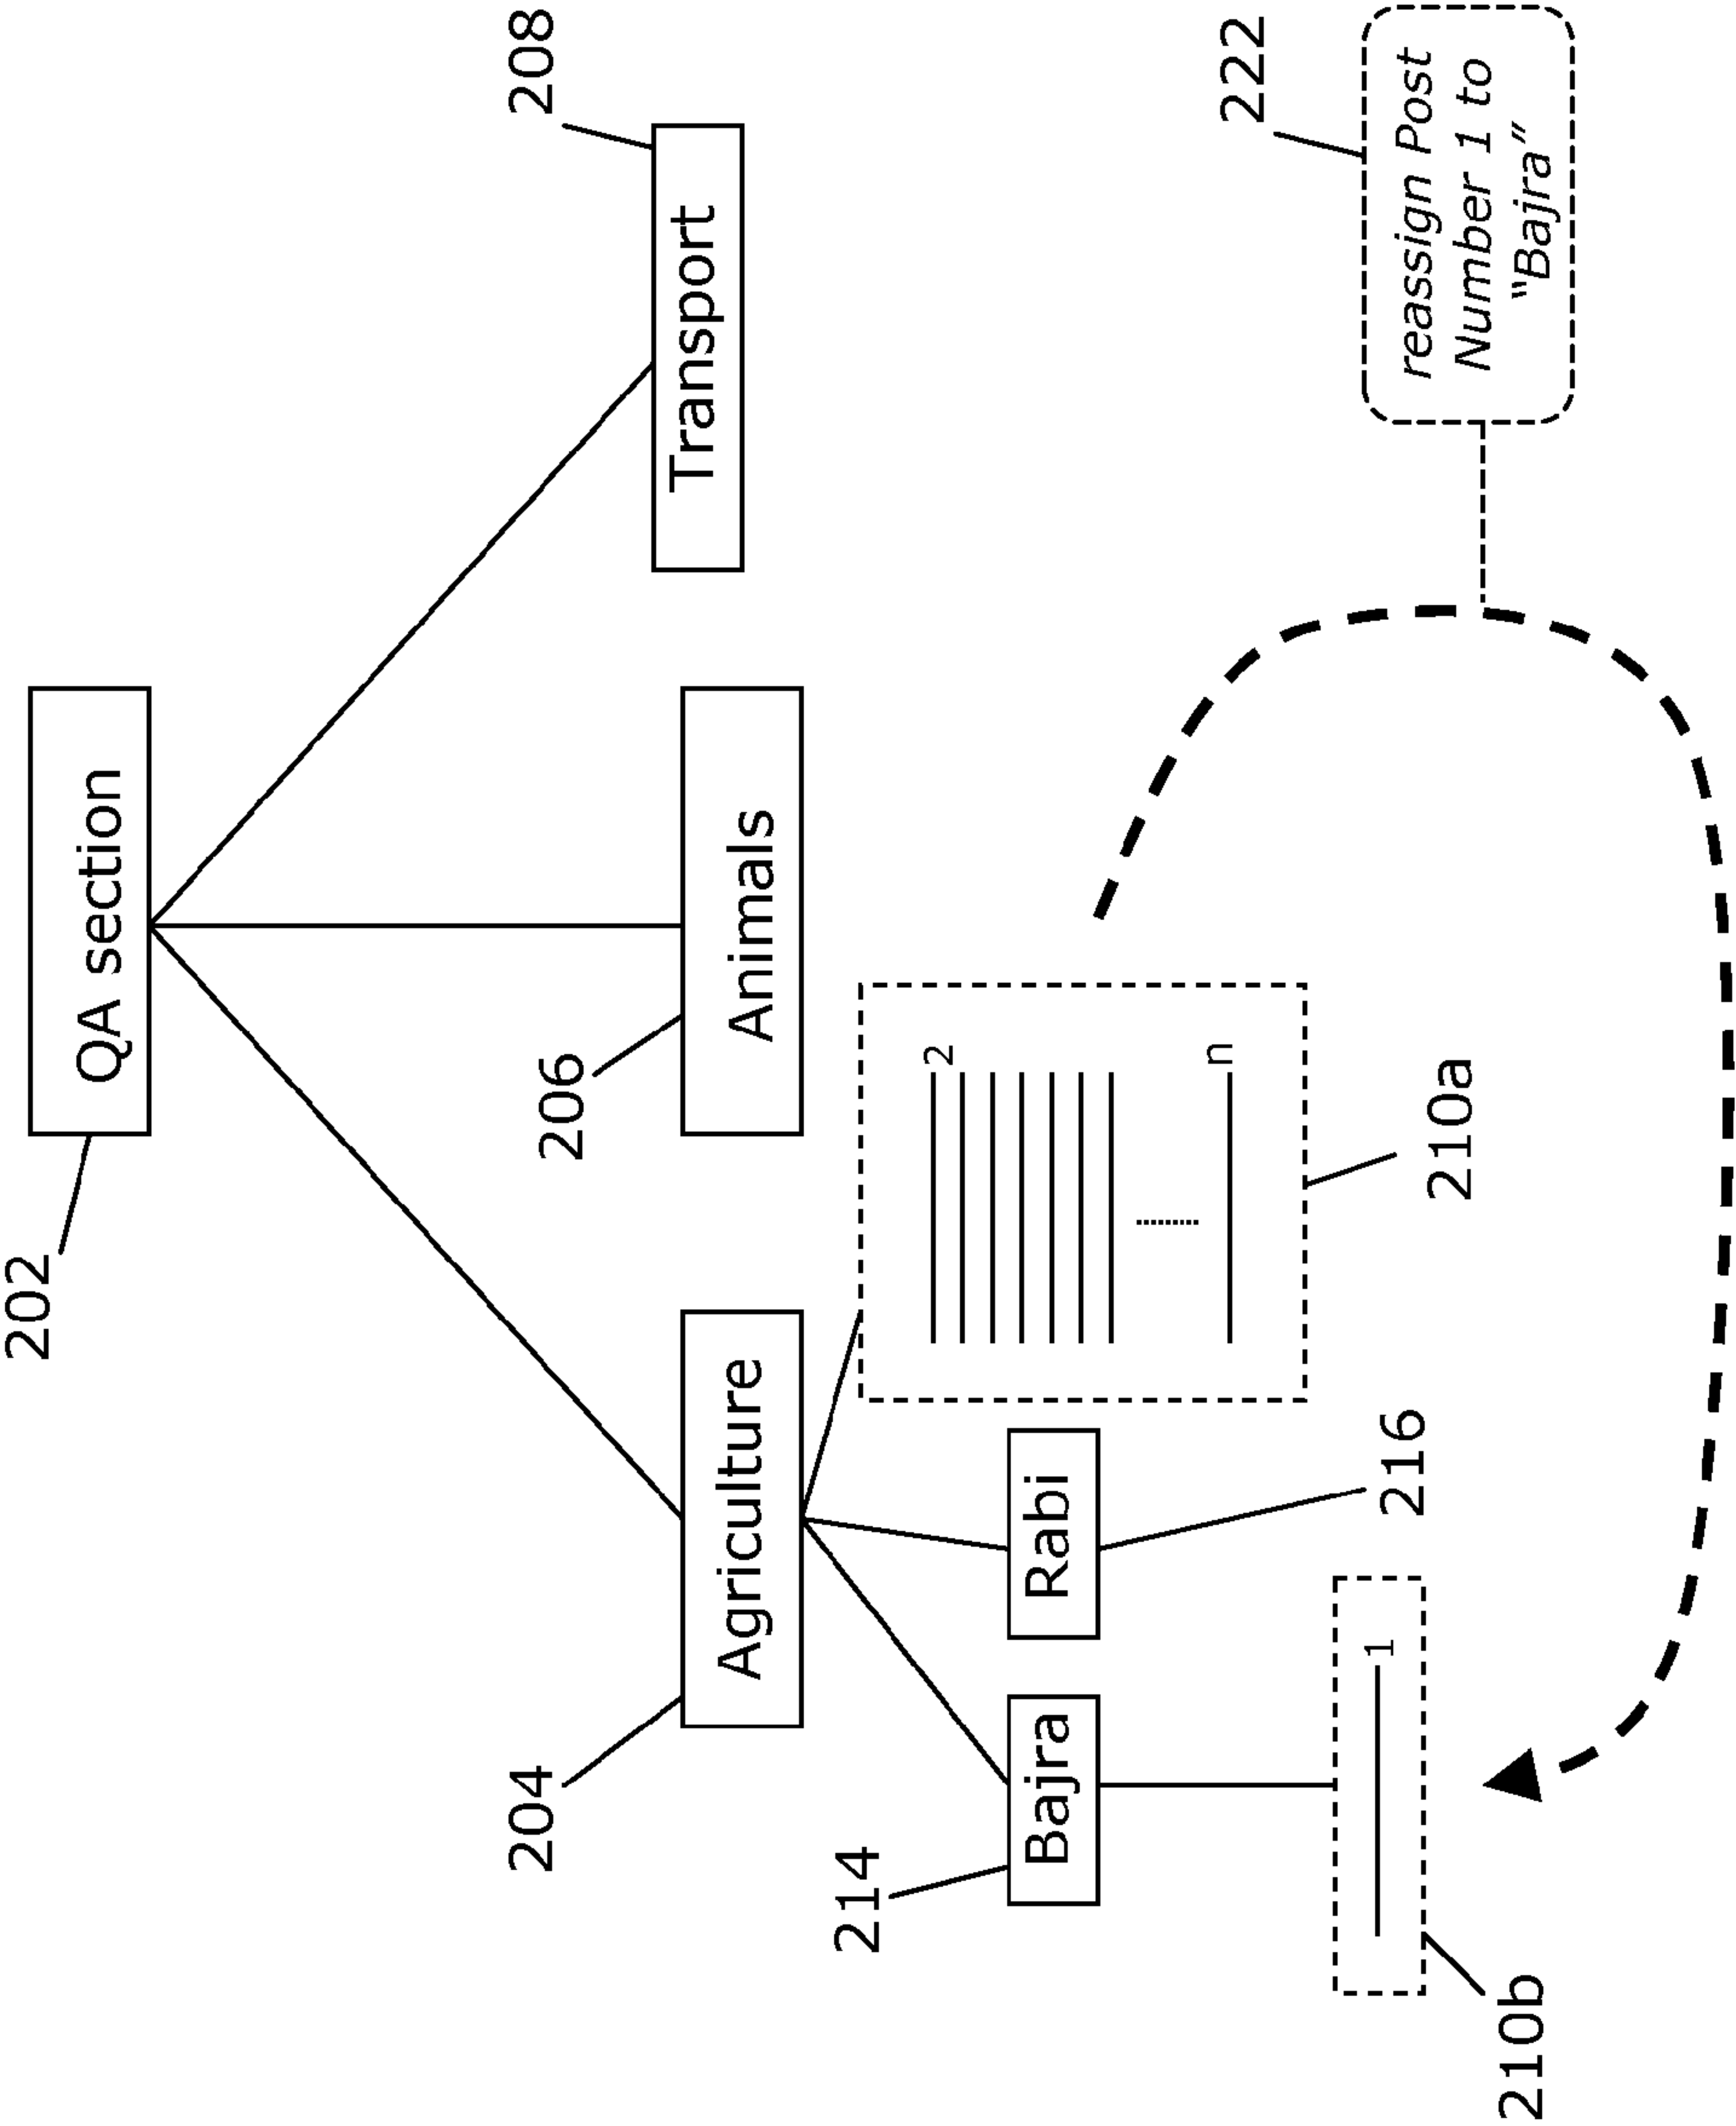 202
QA section
204
206
208
Agriculture
Animals
Transport
214
Bajra
Rabi
216
2
n
210a
1
210b
222
reassign Post
Number 1 to
“Bajra”